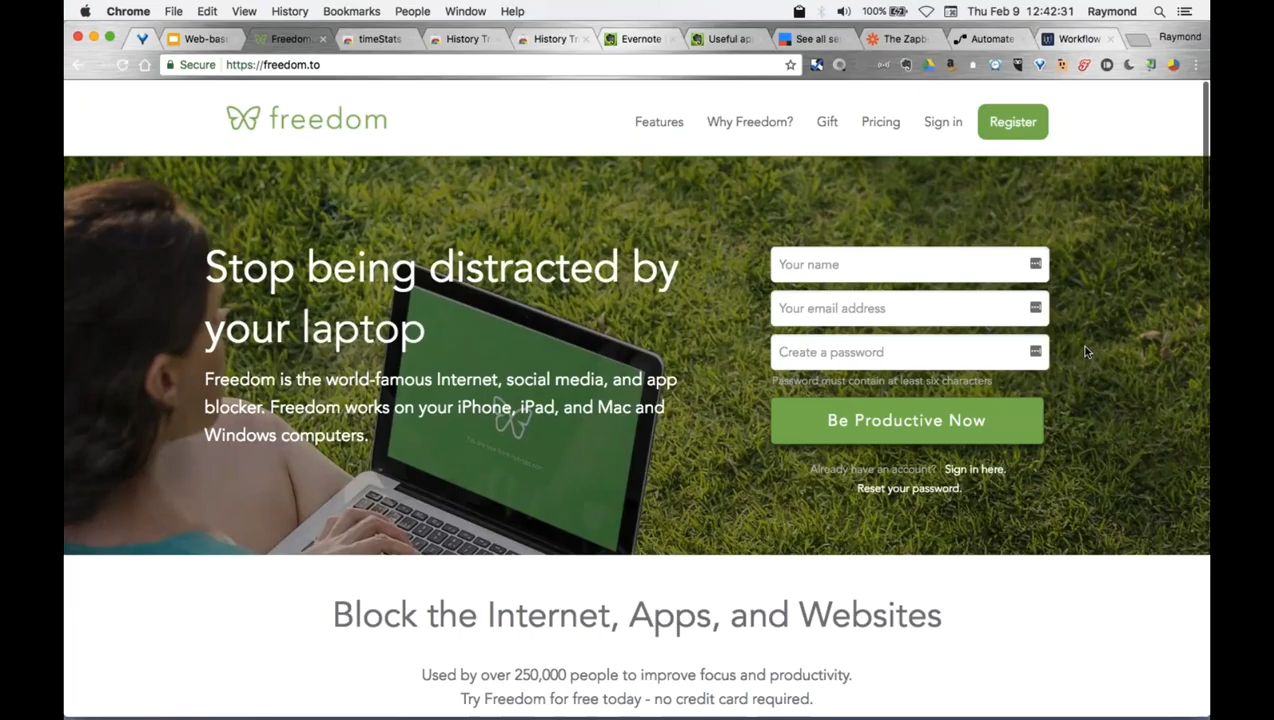 Chrome File Edit View History Bookmarks People Window Help 100% Thu Feb 9 12:42:31 Raymond
Web-bas Freedom timeStats History Tr History Tr Evernote Useful ap See all se The Zapb Automate Workflow Raymond
Secure https://freedom.to
freedom Features Why Freedom? Gift Pricing Sign in Register
Stop being distracted by
your laptop
Freedom is the world-famous Internet, social media, and app
blocker. Freedom works on your iPhone, iPad, and Mac and
Windows computers.
Your name
Your email address
Create a password
Password must contain at least six characters
Be Productive Now
Already have an account? Sign in here.
Reset your password.
Block the Internet, Apps, and Websites
Used by over 250,000 people to improve focus and productivity.
Try Freedom for free today - no credit card required.